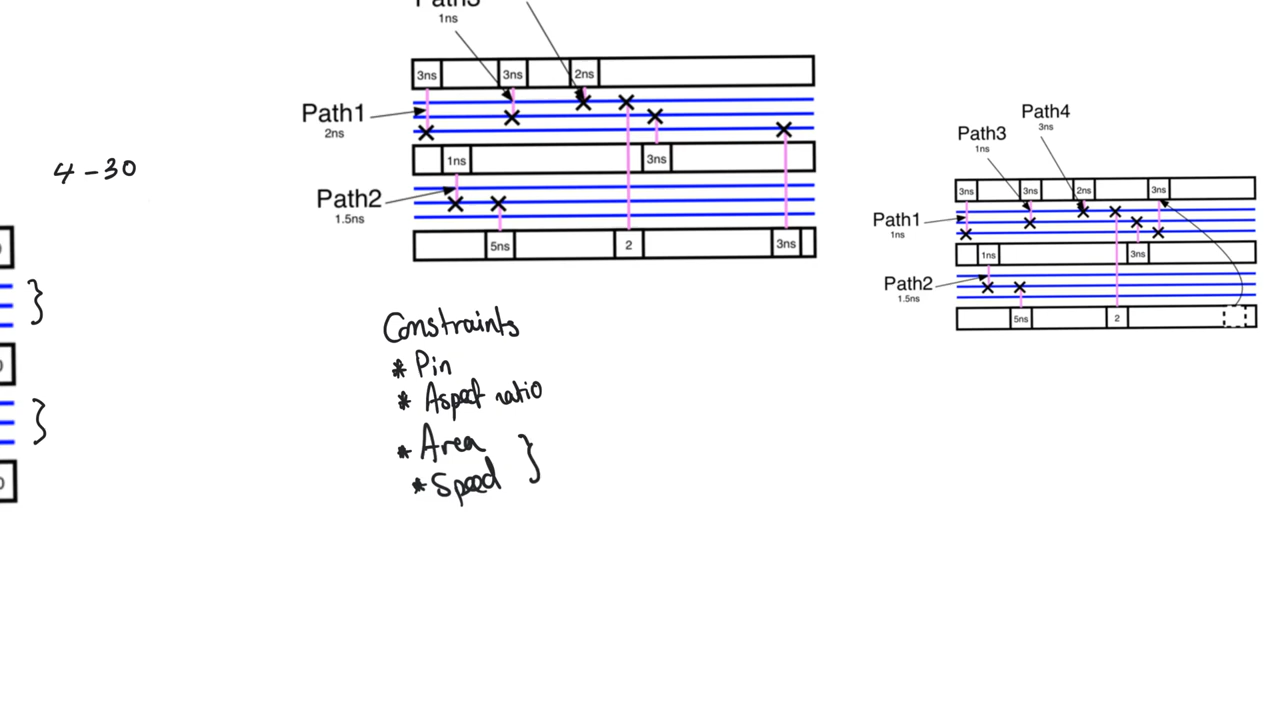 Path3
1ns
3ns 3ns 2ns
Path1
2ns
1ns 3ns
Path2
1.5ns
5ns 2 3ns
4-30
Constraints
* Pin
* Aspect ratio
* Area
* Speed
Path4
3ns
Path3
1ns
3ns 3ns 2ns 3ns
Path1
1ns
1ns 3ns
Path2
1.5ns
5ns 2